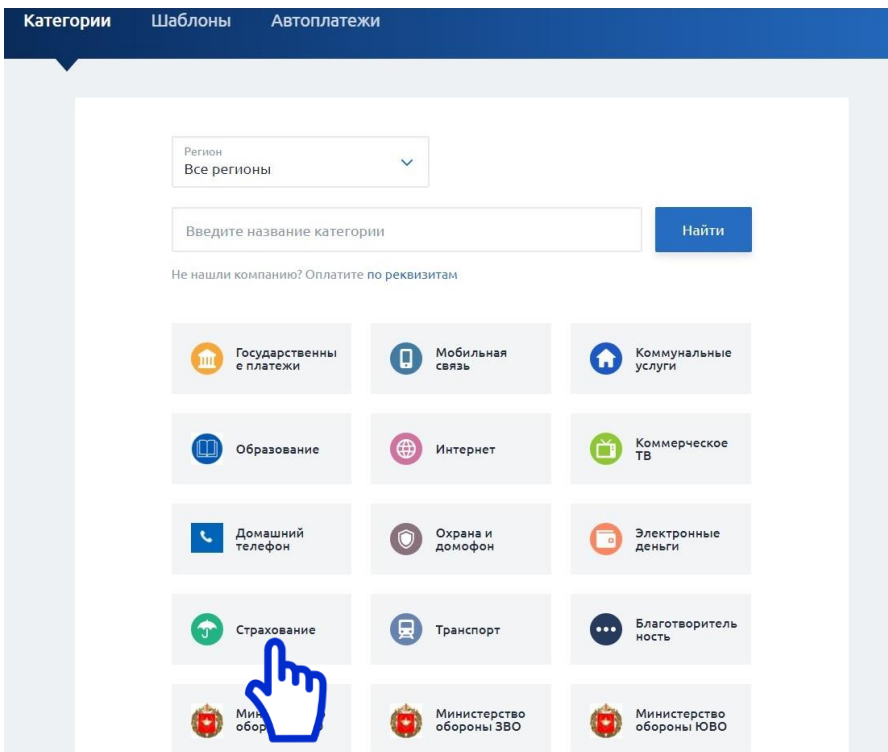 Категории Шаблоны Автоплатежи
Регион
Все регионы
Введите название категории
Найти
Не нашли компанию? Оплатите по реквизитам
Государственны
е платежи
Мобильная
связь
Коммунальные
услуги
Образование
Интернет
Коммерческое
ТВ
Домашний
телефон
Охрана и
домофон
Электронные
деньги
Страхование
Транспорт
Благотворитель
ность
Министерство
обороны ЗВО
Министерство
обороны ЮВО